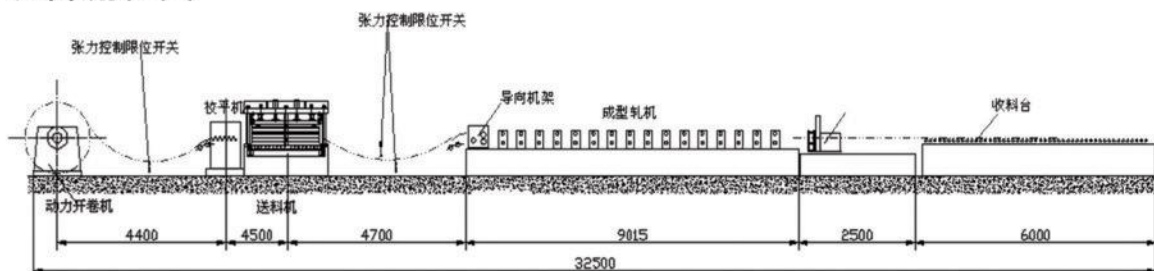 张力控制限位开关
张力控制限位开关
校平机
导向机架
成型轧机
收料台
动力开卷机
送料机
4400
4500
4700
9015
2500
6000
32500